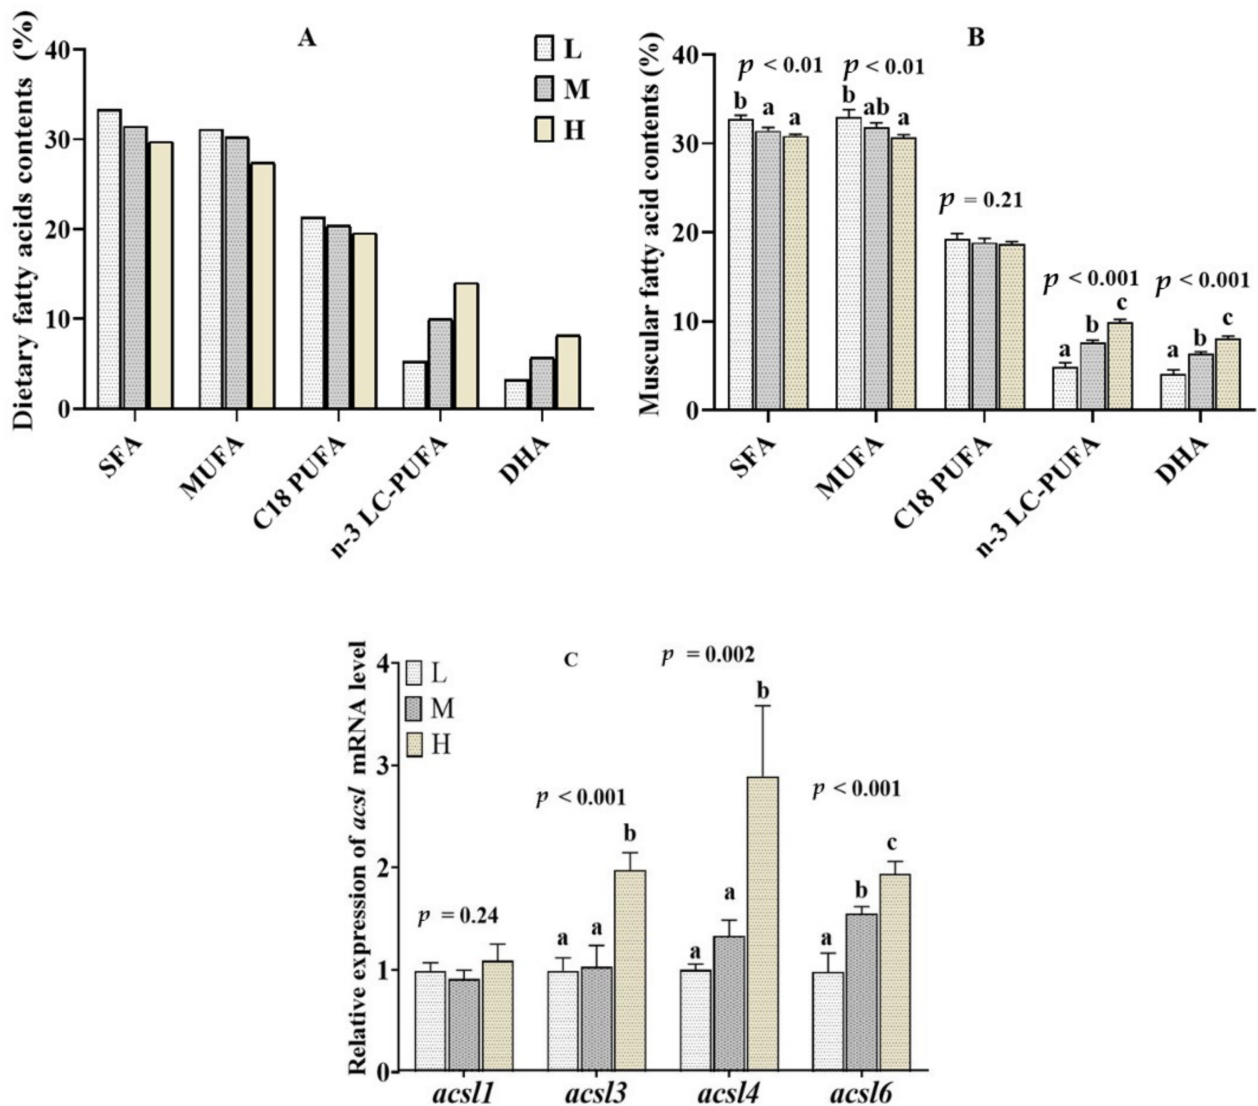 A
Dietary fatty acids contents (%)
40
30
20
10
0
L
M
H
SFA
MUFA
C18 PUFA
n-3 LC-PUFA
DHA
B
Muscular fatty acid contents (%)
40
30
20
10
0
p < 0.01
p < 0.01
b a a
b ab a
p = 0.21
p < 0.001
a b c
p < 0.001
a b c
SFA
MUFA
C18 PUFA
n-3 LC-PUFA
DHA
C
Relative expression of acsl mRNA level
4
3
2
1
0
L
M
H
p = 0.24
p < 0.001
a a b
p = 0.002
a a b
p < 0.001
a b c
acsl1
acsl3
acsl4
acsl6